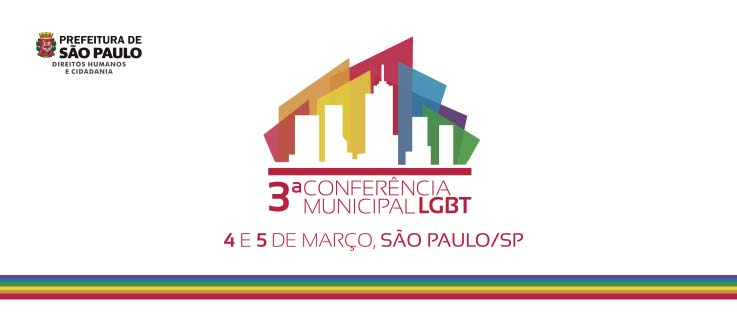 PREFEITURA DE
SÃO PAULO
DIREITOS HUMANOS
E CIDADANIA
3ª CONFERÊNCIA
MUNICIPAL LGBT
4 E 5 DE MARÇO, SÃO PAULO/SP